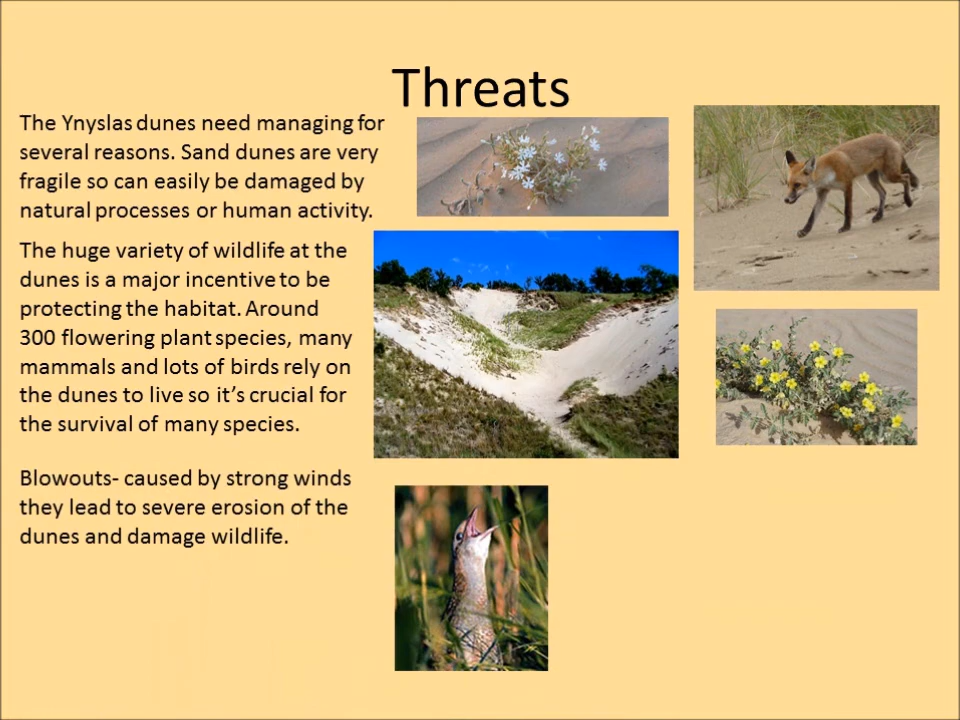 Threats
The Ynyslas dunes need managing for
several reasons. Sand dunes are very
fragile so can easily be damaged by
natural processes or human activity.
The huge variety of wildlife at the
dunes is a major incentive to be
protecting the habitat. Around
300 flowering plant species, many
mammals and lots of birds rely on
the dunes to live so it’s crucial for
the survival of many species.
Blowouts- caused by strong winds
they lead to severe erosion of the
dunes and damage wildlife.